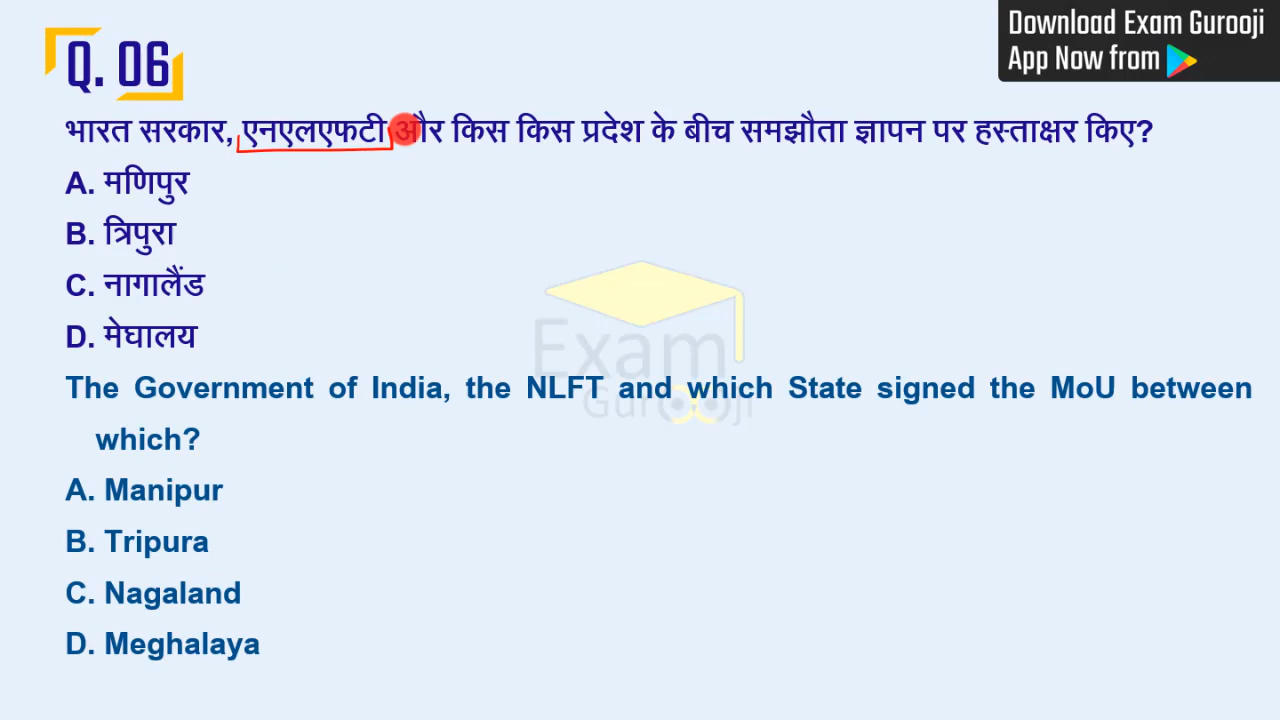 Download Exam Gurooji
App Now from
Q. 06
भारत सरकार, एनएलएफटी और किस किस प्रदेश के बीच समझौता ज्ञापन पर हस्ताक्षर किए?
A. मणिपुर
B. त्रिपुरा
C. नागालैंड
D. मेघालय
Exam
Gurooji
The Government of India, the NLFT and which State signed the MoU between
which?
A. Manipur
B. Tripura
C. Nagaland
D. Meghalaya